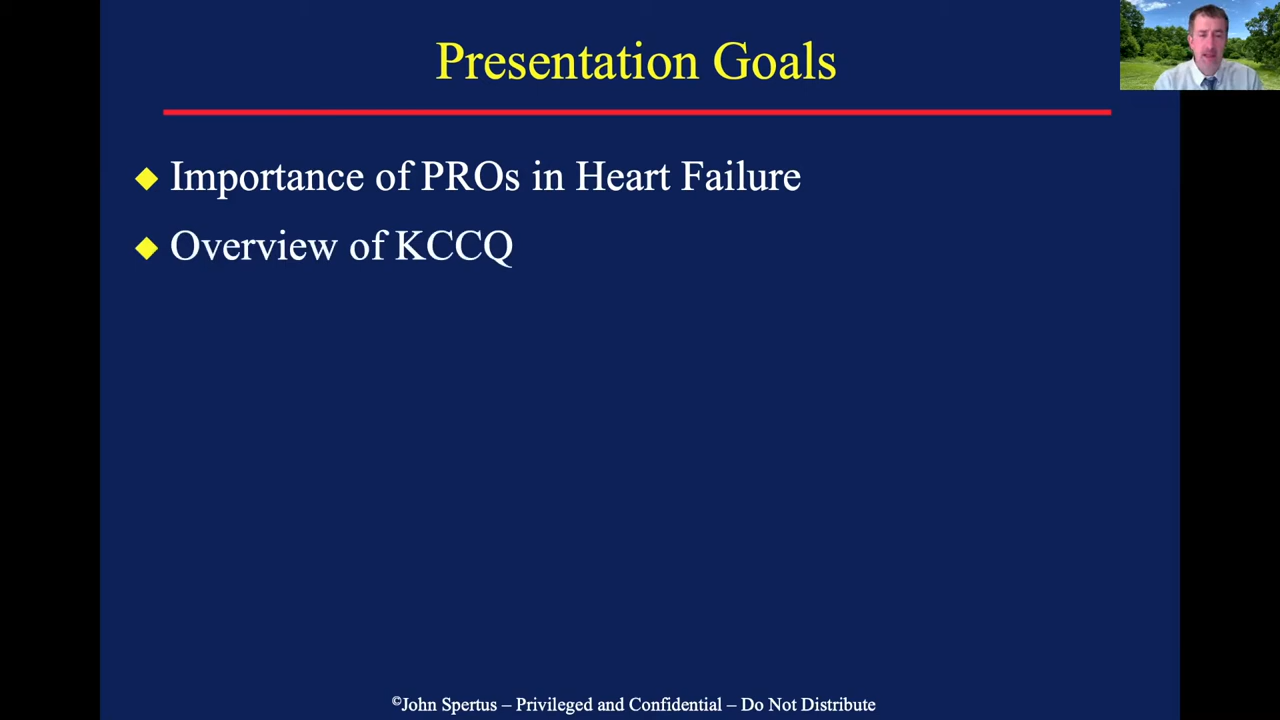 Presentation Goals
Importance of PROs in Heart Failure
Overview of KCCQ
©John Spertus – Privileged and Confidential – Do Not Distribute